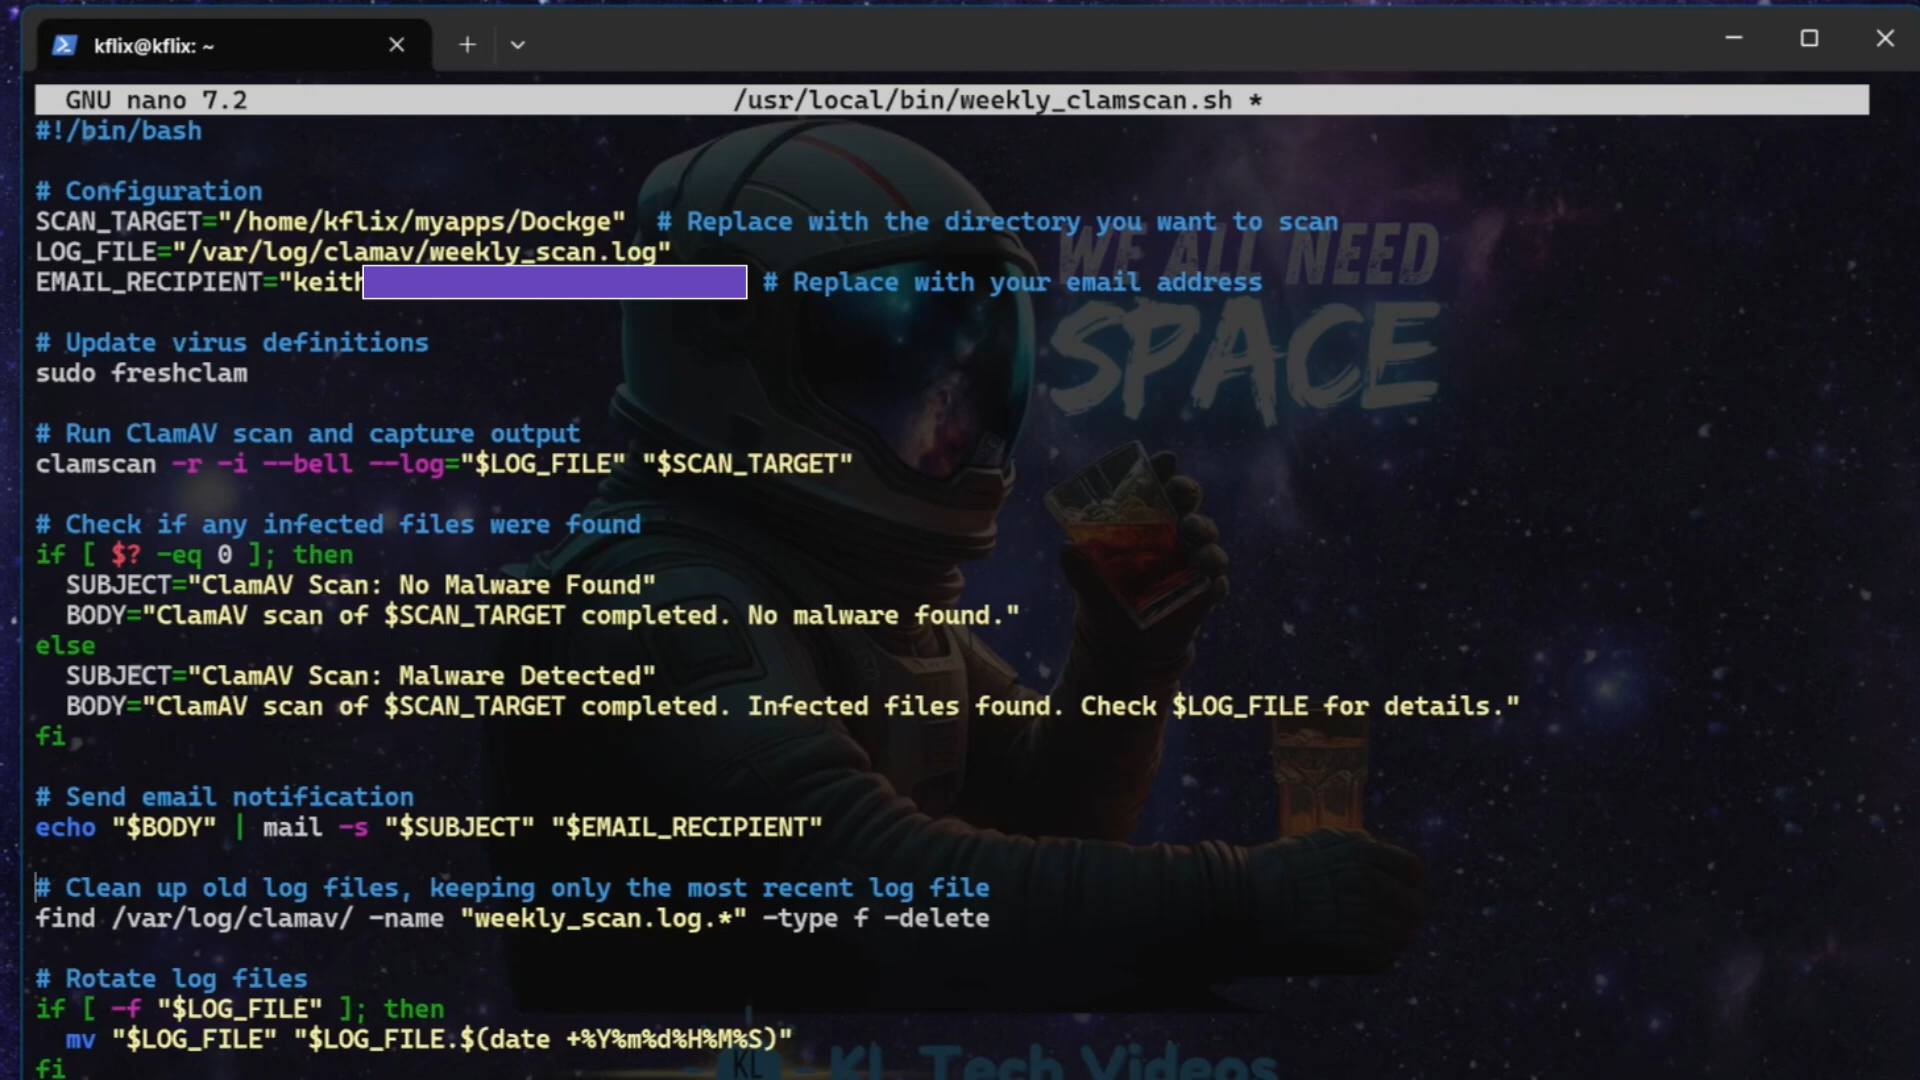 kflix@kflix: ~
GNU nano 7.2 /usr/local/bin/weekly_clamscan.sh *
#!/bin/bash
# Configuration
SCAN_TARGET="/home/kflix/myapps/Dockge" # Replace with the directory you want to scan
LOG_FILE="/var/log/clamav/weekly_scan.log"
EMAIL_RECIPIENT="keith # Replace with your email address
# Update virus definitions
sudo freshclam
# Run ClamAV scan and capture output
clamscan -r -i --bell --log="$LOG_FILE" "$SCAN_TARGET"
# Check if any infected files were found
if [ $? -eq 0 ]; then
SUBJECT="ClamAV Scan: No Malware Found"
BODY="ClamAV scan of $SCAN_TARGET completed. No malware found."
else
SUBJECT="ClamAV Scan: Malware Detected"
BODY="ClamAV scan of $SCAN_TARGET completed. Infected files found. Check $LOG_FILE for details."
fi
# Send email notification
echo "$BODY" | mail -s "$SUBJECT" "$EMAIL_RECIPIENT"
# Clean up old log files, keeping only the most recent log file
find /var/log/clamav/ -name "weekly_scan.log.*" -type f -delete
# Rotate log files
if [ -f "$LOG_FILE" ]; then
mv "$LOG_FILE" "$LOG_FILE.$(date +%Y%m%d%H%M%S)"
fi
WE ALL NEED
SPACE
- KL - KL Tech Videos